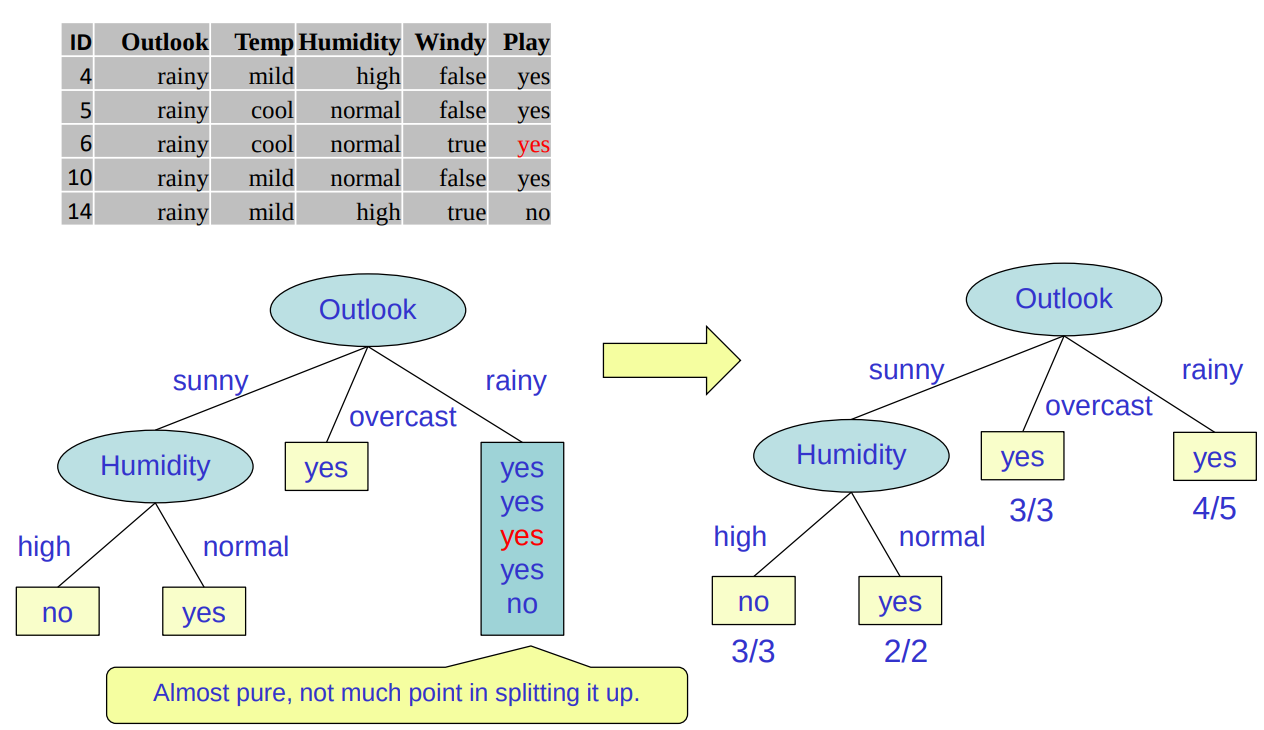 ID Outlook Temp Humidity Windy Play
4 rainy mild high false yes
5 rainy cool normal false yes
6 rainy cool normal true yes
10 rainy mild normal false yes
14 rainy mild high true no
Outlook
sunny
overcast
rainy
Humidity
yes
yes
yes
yes
yes
no
high
normal
no
yes
Almost pure, not much point in splitting it up.
Outlook
sunny
overcast
rainy
Humidity
yes
yes
3/3
4/5
high
normal
no
yes
3/3
2/2